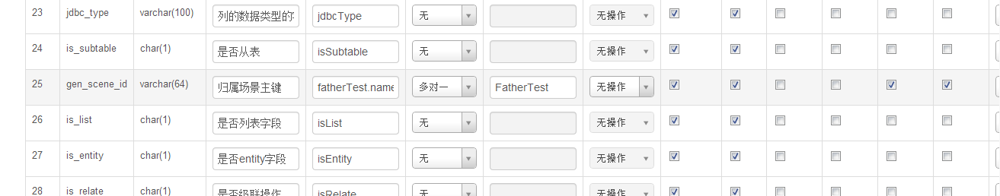 23 jdbc_type varchar(100) 列的数据类型的 jdbcType 无 无操作
24 is_subtable char(1) 是否从表 isSubtable 无 无操作
25 gen_scene_id varchar(64) 归属场景主键 fatherTest.name 多对一 FatherTest 无操作
26 is_list char(1) 是否列表字段 isList 无 无操作
27 is_entity char(1) 是否entity字段 isEntity 无 无操作
28 is_relate char(1) 是否级联操作 isRelate 无 无操作